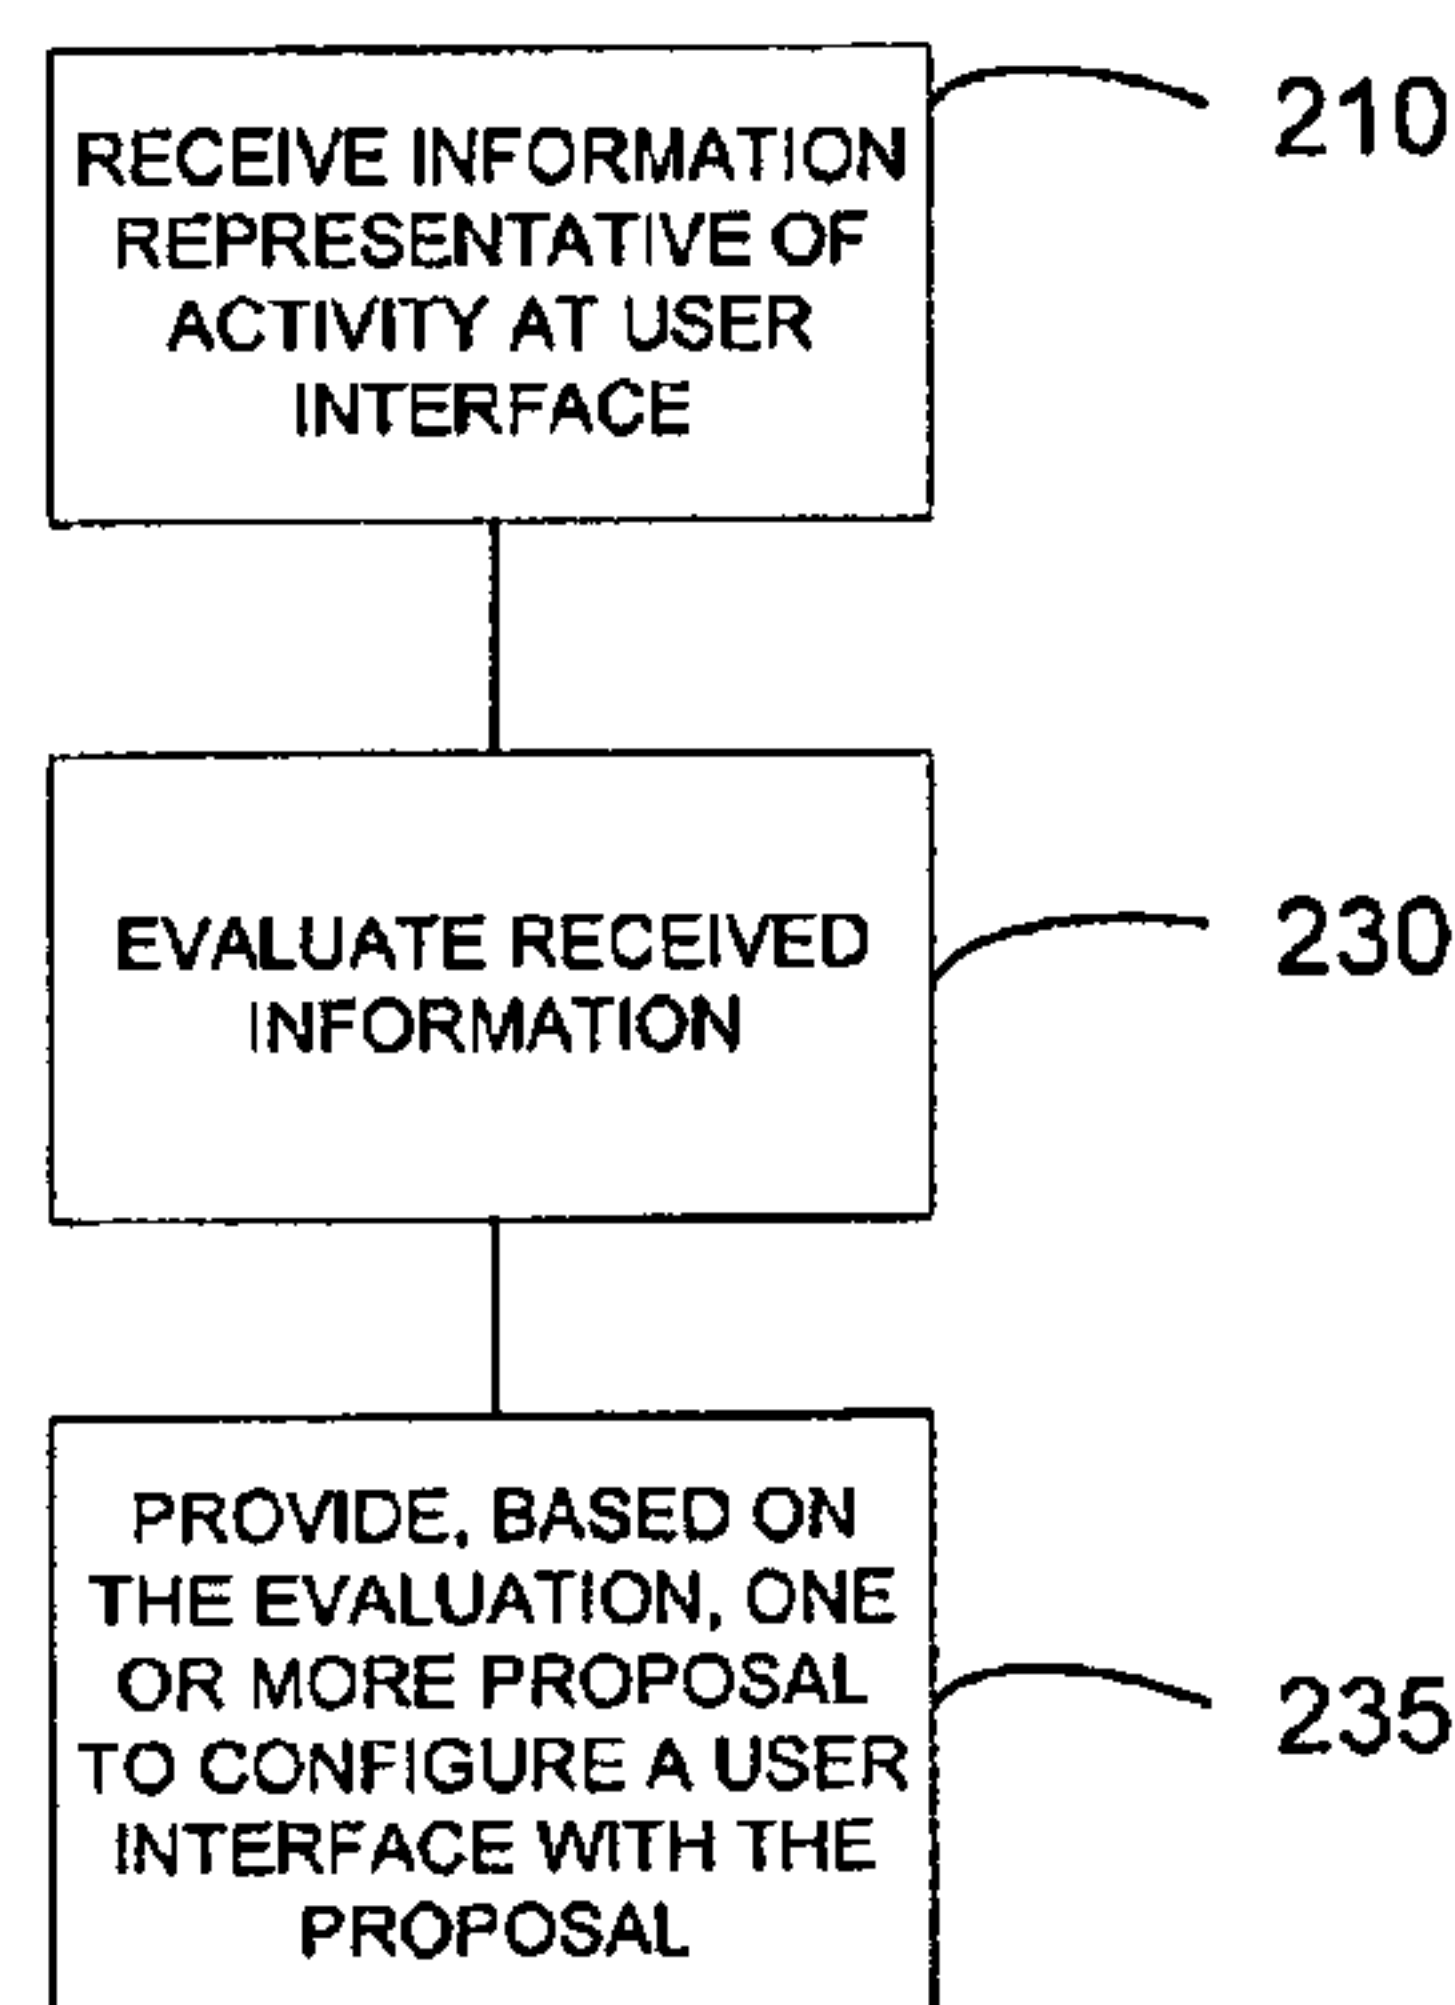 RECEIVE INFORMATION
REPRESENTATIVE OF
ACTIVITY AT USER
INTERFACE
210
EVALUATE RECEIVED
INFORMATION
230
PROVIDE, BASED ON
THE EVALUATION, ONE
OR MORE PROPOSAL
TO CONFIGURE A USER
INTERFACE WITH THE
PROPOSAL
235